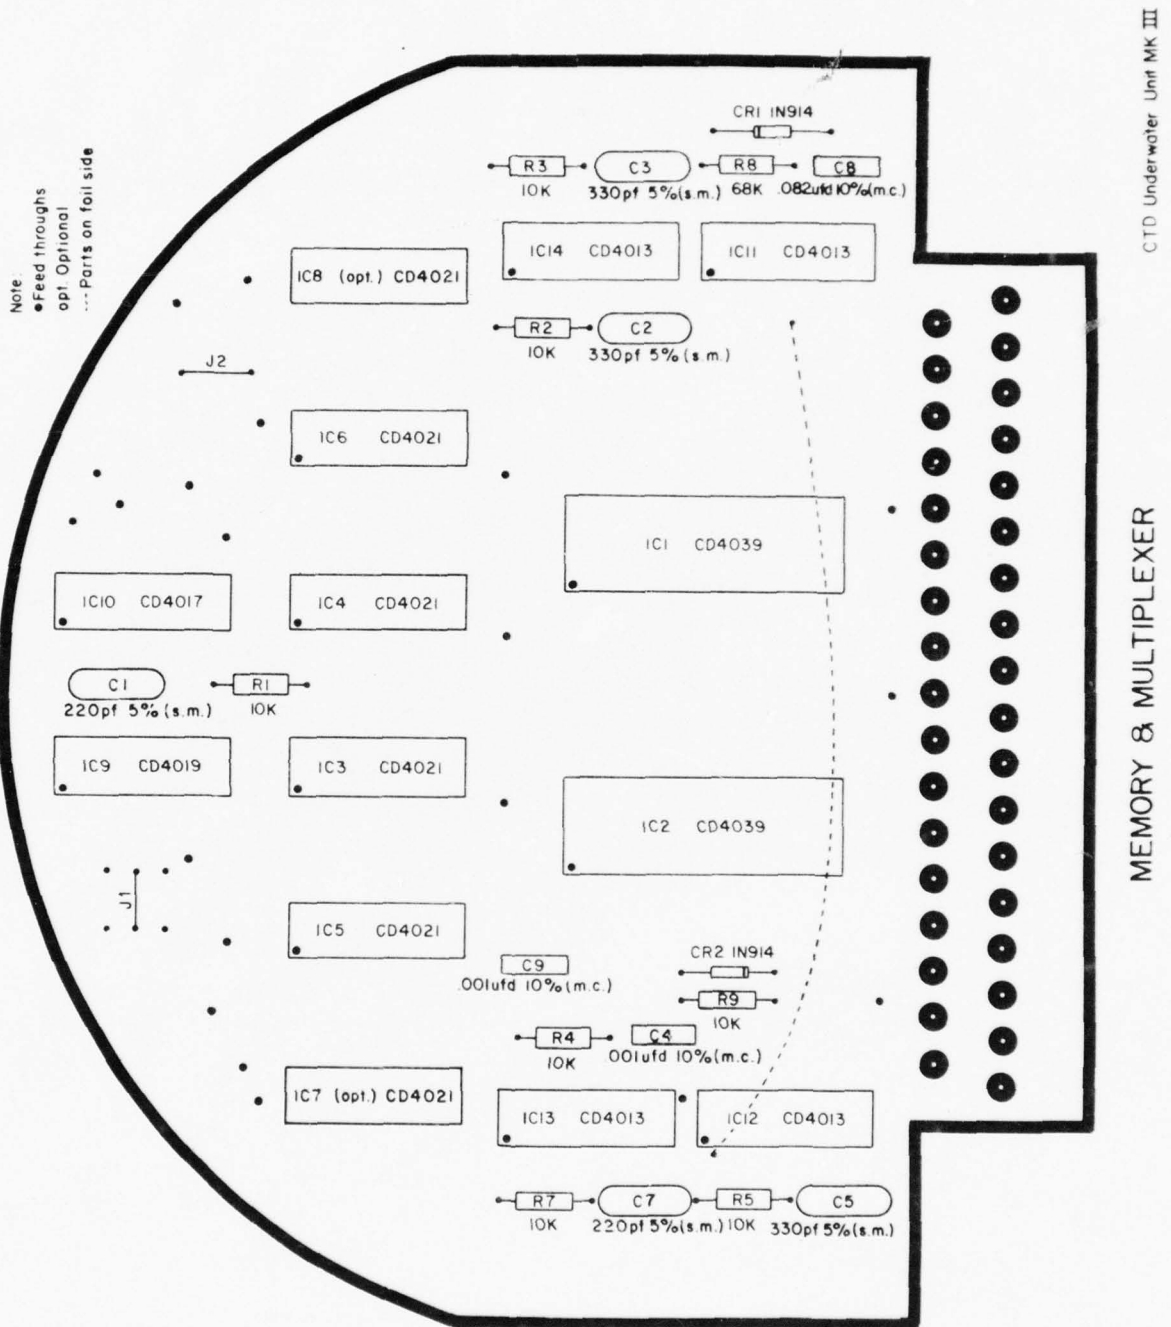 Note:
●Feed throughs
opt. Optional
--- Parts on foil side
CTD Underwater Unit MK III
MEMORY & MULTIPLEXER
CR1 1N914
R3
10K
C3
330pf 5% (s.m.)
R8
68K
C8
.082ufd 10% (m.c.)
IC14 CD4013
IC11 CD4013
IC8 (opt.) CD4021
R2
10K
C2
330pf 5% (s.m.)
J2
IC6 CD4021
IC1 CD4039
IC10 CD4017
IC4 CD4021
C1
220pf 5% (s.m.)
R1
10K
IC9 CD4019
IC3 CD4021
IC2 CD4039
J1
IC5 CD4021
C9
.001ufd 10% (m.c.)
CR2 1N914
R9
10K
R4
10K
C4
.001ufd 10% (m.c.)
IC7 (opt.) CD4021
IC13 CD4013
IC12 CD4013
R7
10K
C7
220pf 5% (s.m.)
R5
10K
C5
330pf 5% (s.m.)